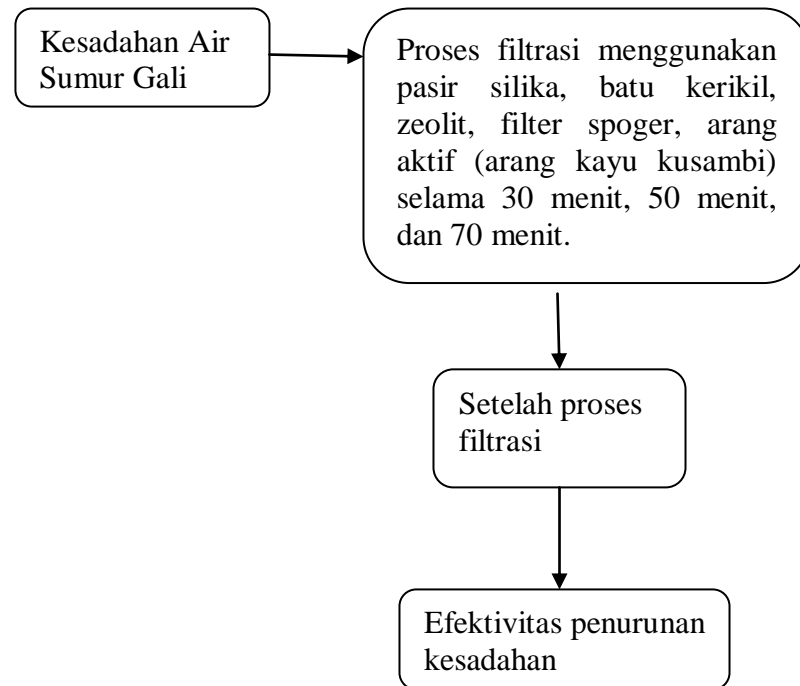 Kesadahan Air
Sumur Gali
Proses filtrasi menggunakan
pasir silika, batu kerikil,
zeolit, filter spoger, arang
aktif (arang kayu kusambi)
selama 30 menit, 50 menit,
dan 70 menit.
Setelah proses
filtrasi
Efektivitas penurunan
kesadahan